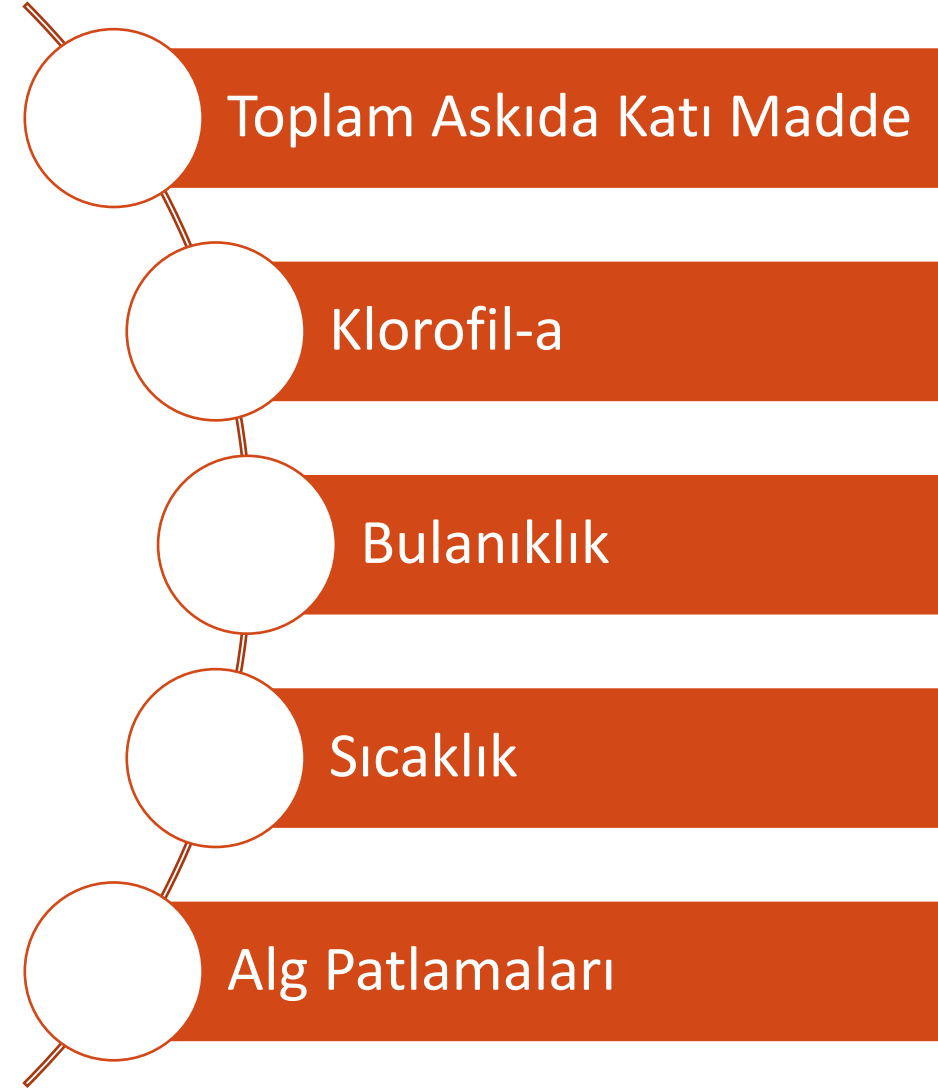 Toplam Askıda Katı Madde
Klorofil-a
Bulanıklık
Sıcaklık
Alg Patlamaları